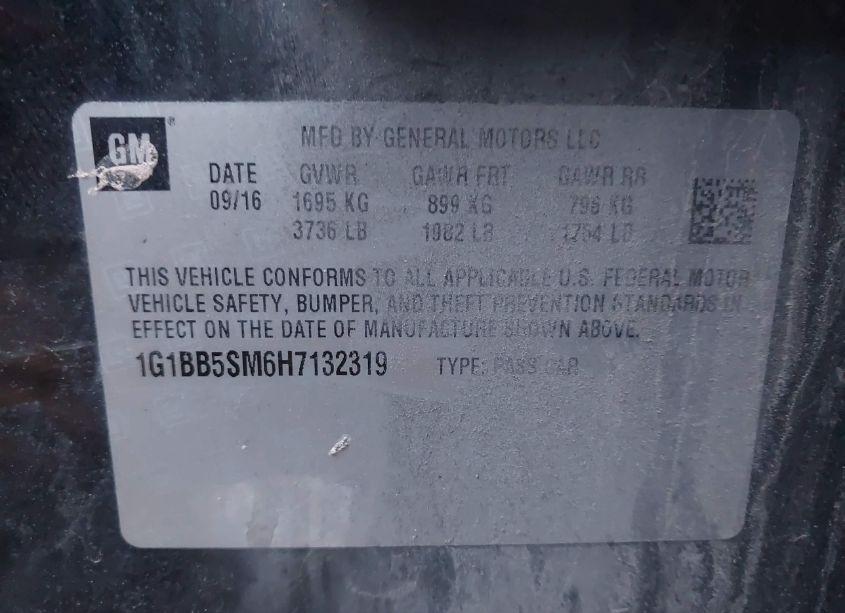 GM ®
MFD BY GENERAL MOTORS LLC
DATE GVWR GAWR FRT GAWR RR
09/16 1695 KG 899 KG 796 KG
3736 LB 1982 LB 1754 LB
THIS VEHICLE CONFORMS TO ALL APPLICABLE U.S. FEDERAL MOTOR
VEHICLE SAFETY, BUMPER, AND THEFT PREVENTION STANDARDS IN
EFFECT ON THE DATE OF MANUFACTURE SHOWN ABOVE.
1G1BB5SM6H7132319 TYPE: PASS CAR